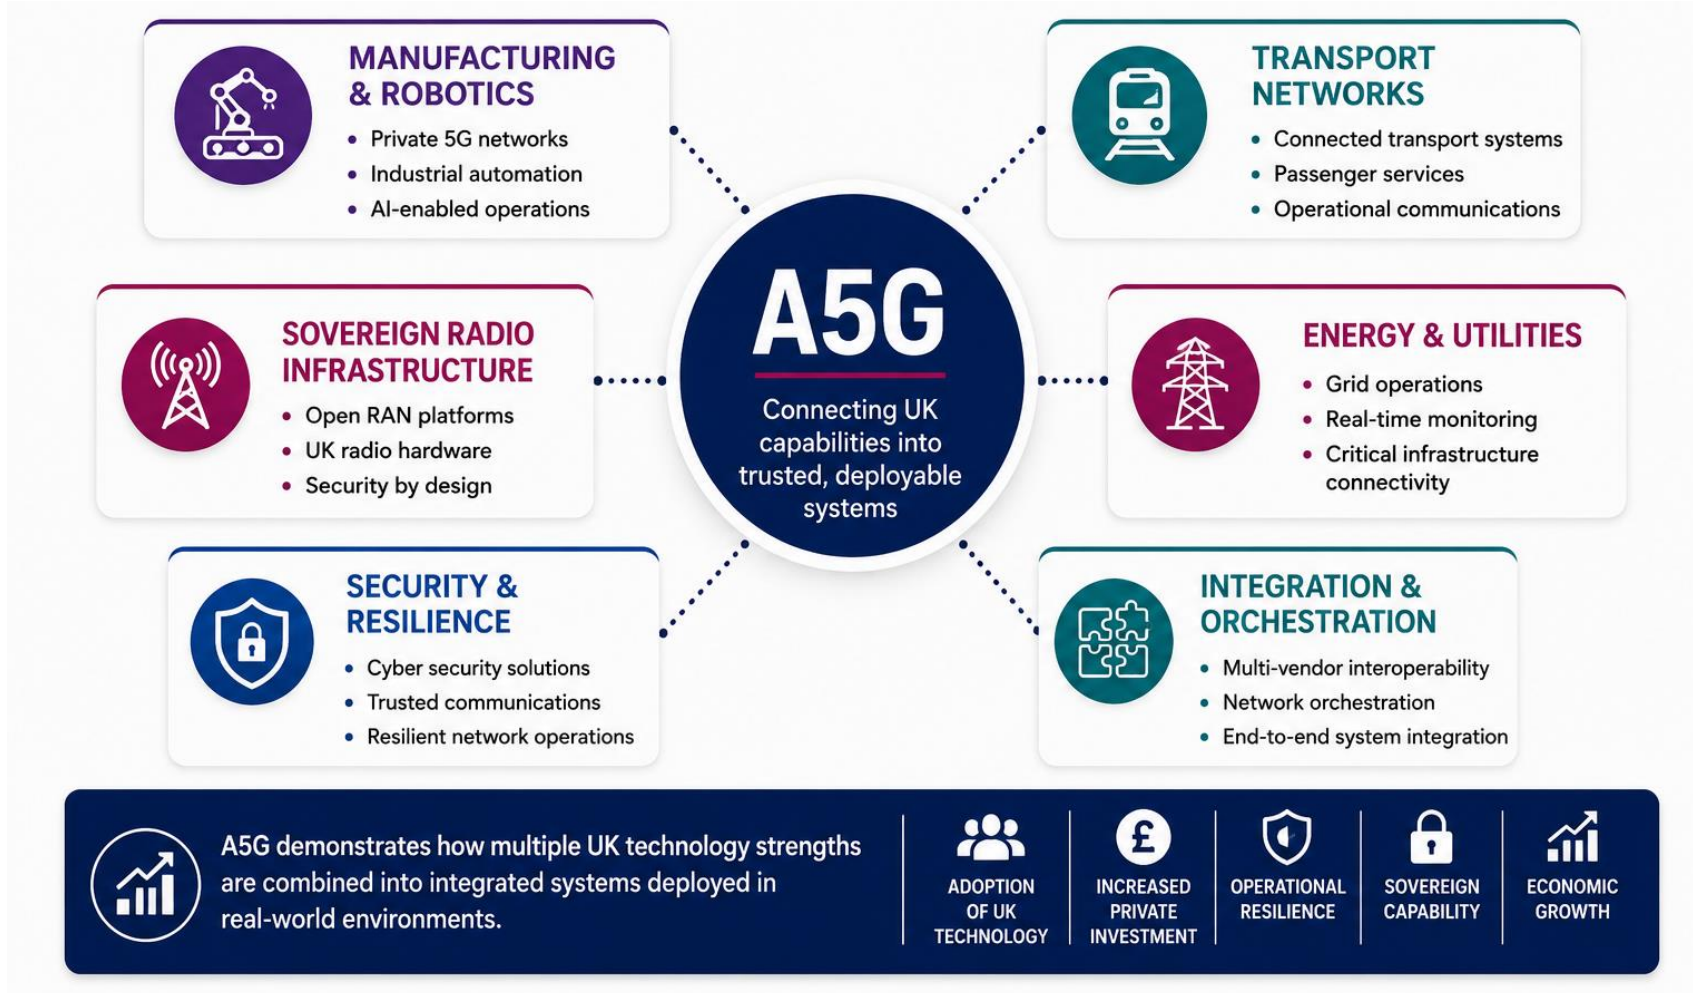 MANUFACTURING
& ROBOTICS
• Private 5G networks
• Industrial automation
• AI-enabled operations
TRANSPORT
NETWORKS
• Connected transport systems
• Passenger services
• Operational communications
SOVEREIGN RADIO
INFRASTRUCTURE
• Open RAN platforms
• UK radio hardware
• Security by design
A5G
Connecting UK
capabilities into
trusted, deployable
systems
ENERGY & UTILITIES
• Grid operations
• Real-time monitoring
• Critical infrastructure
connectivity
SECURITY &
RESILIENCE
• Cyber security solutions
• Trusted communications
• Resilient network operations
INTEGRATION &
ORCHESTRATION
• Multi-vendor interoperability
• Network orchestration
• End-to-end system integration
A5G demonstrates how multiple UK technology strengths
are combined into integrated systems deployed in
real-world environments.
ADOPTION
OF UK
TECHNOLOGY
£
INCREASED
PRIVATE
INVESTMENT
OPERATIONAL
RESILIENCE
SOVEREIGN
CAPABILITY
ECONOMIC
GROWTH